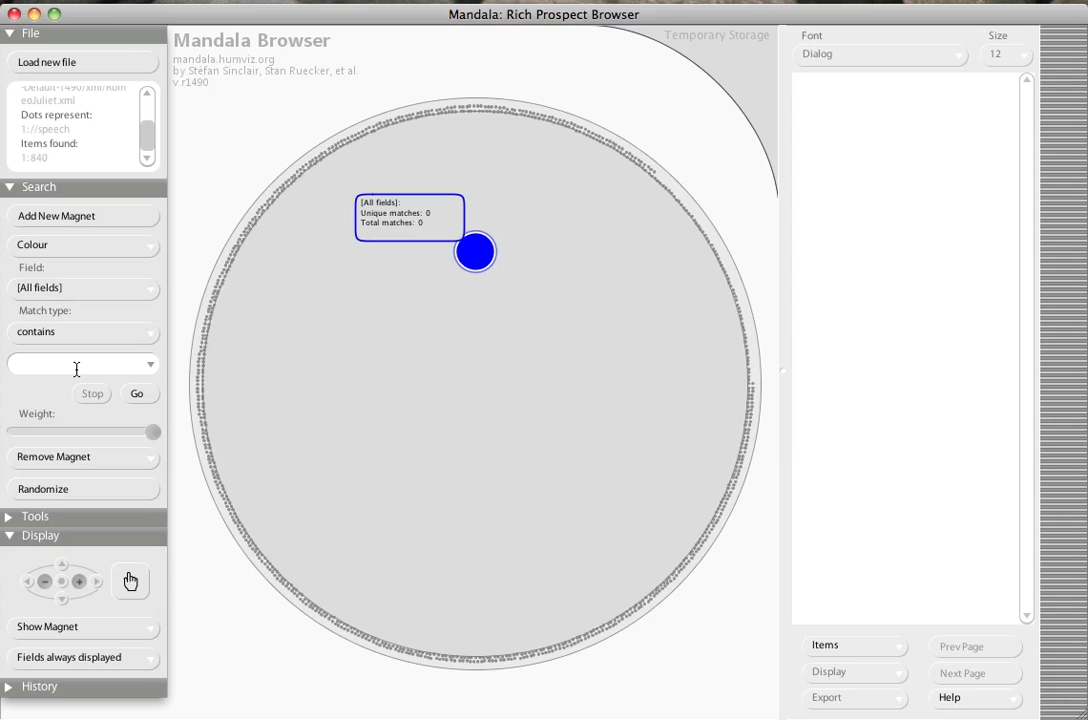 Mandala: Rich Prospect Browser
File
Load new file
-Default-1490/xml/Rom
eoJuliet.xml
Dots represent:
1://speech
Items found:
1:840
Search
Add New Magnet
Colour
Field:
[All fields]
Match type:
contains
Stop
Go
Weight:
Remove Magnet
Randomize
Tools
Display
Show Magnet
Fields always displayed
History
Mandala Browser
mandala.humviz.org
by Stéfan Sinclair, Stan Ruecker, et al.
v.r1490
Temporary Storage
[All fields]:
Unique matches: 0
Total matches: 0
Font
Size
Dialog
12
Items
Prev Page
Display
Next Page
Export
Help